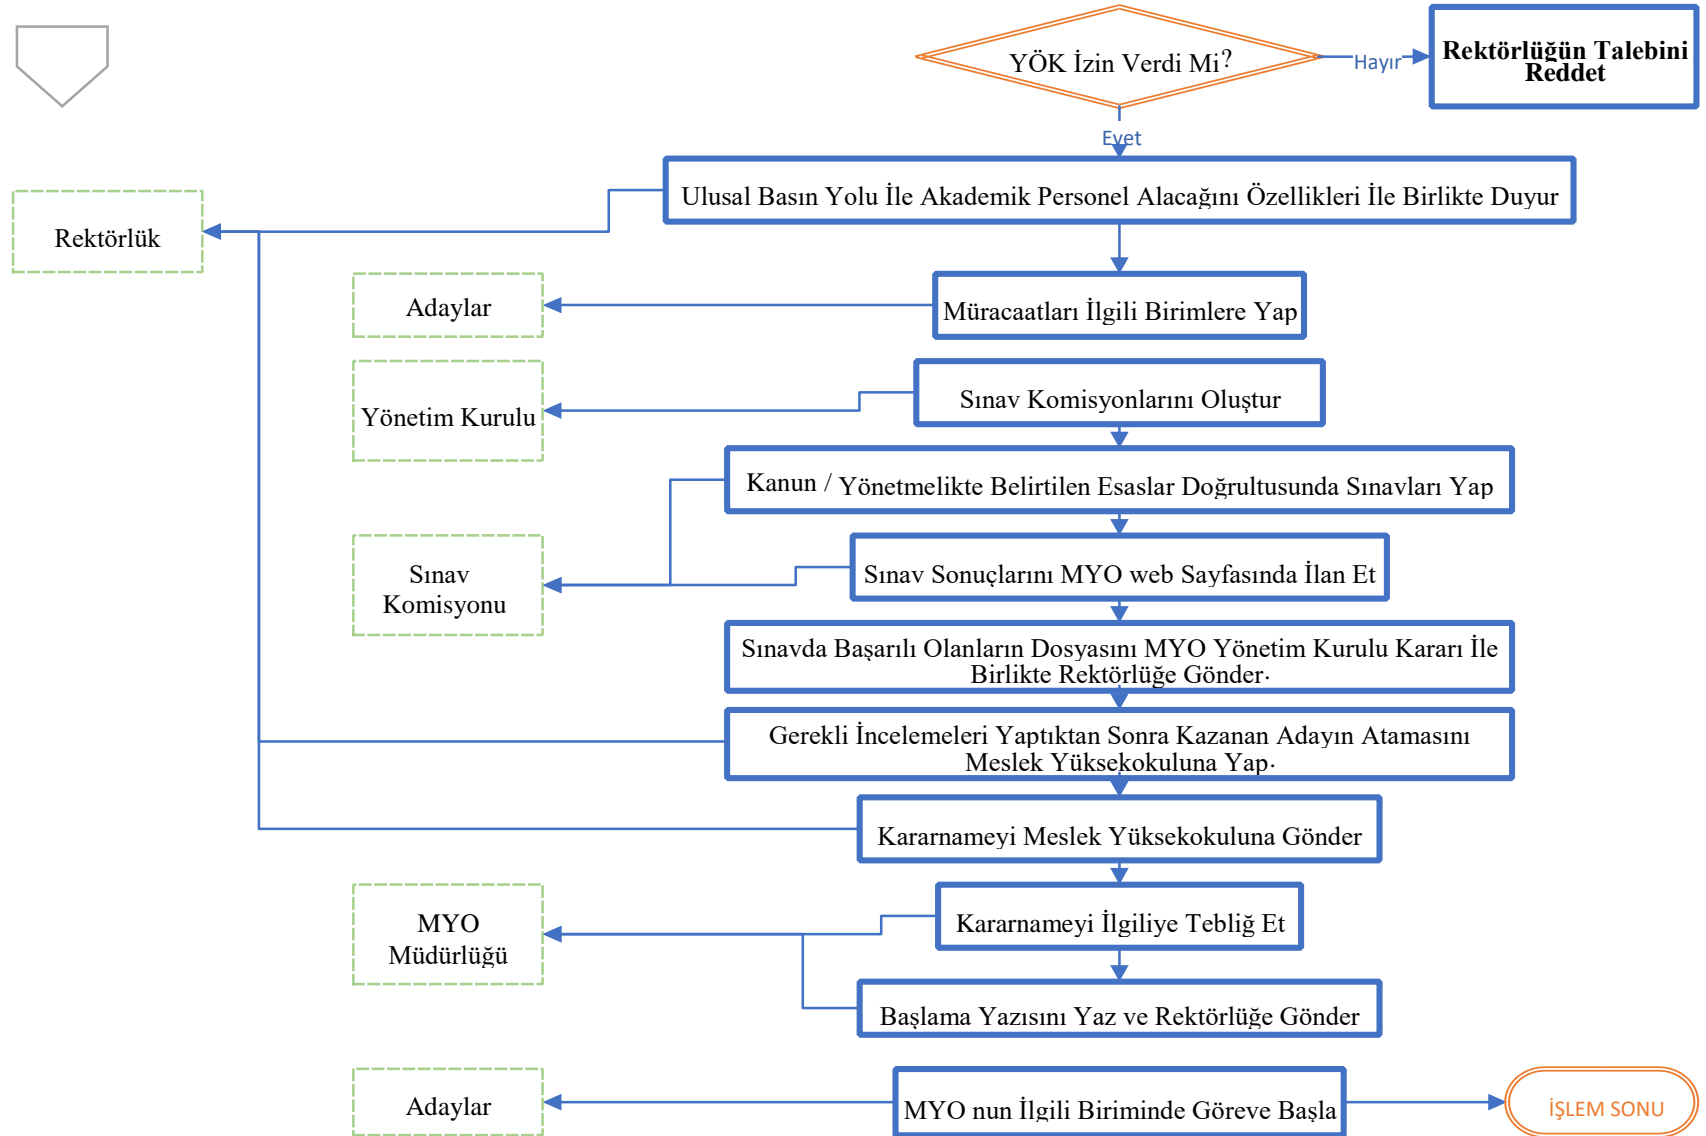 YÖK İzin Verdi Mi?
Hayır
Rektörlüğün Talebini
Reddet
Evet
Ulusal Basın Yolu İle Akademik Personel Alacağını Özellikleri İle Birlikte Duyur
Rektörlük
Müracaatları İlgili Birimlere Yap
Adaylar
Sınav Komisyonlarını Oluştur
Yönetim Kurulu
Kanun / Yönetmelikte Belirtilen Esaslar Doğrultusunda Sınavları Yap
Sınav Sonuçlarını MYO web Sayfasında İlan Et
Sınav
Komisyonu
Sınavda Başarılı Olanların Dosyasını MYO Yönetim Kurulu Kararı İle
Birlikte Rektörlüğe Gönder.
Gerekli İncelemeleri Yaptıktan Sonra Kazanan Adayın Atamasını
Meslek Yüksekokuluna Yap.
Kararnameyi Meslek Yüksekokuluna Gönder
Kararnameyi İlgiliye Tebliğ Et
MYO
Müdürlüğü
Başlama Yazısını Yaz ve Rektörlüğe Gönder
Adaylar
MYO nun İlgili Biriminde Göreve Başla
İŞLEM SONU